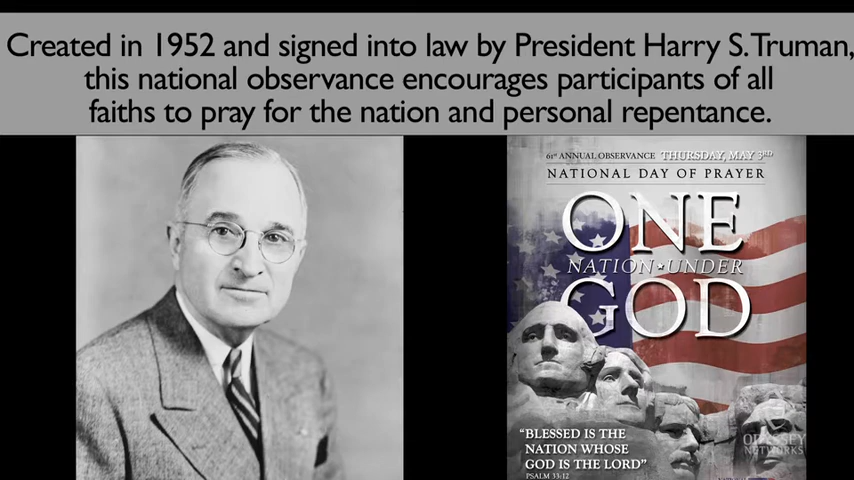 Created in 1952 and signed into law by President Harry S. Truman,
this national observance encourages participants of all
faiths to pray for the nation and personal repentance.
61st ANNUAL OBSERVANCE THURSDAY, MAY 3RD
NATIONAL DAY OF PRAYER
ONE
NATION★UNDER
GOD
"BLESSED IS THE
NATION WHOSE
GOD IS THE LORD"
PSALM 33:12
ODYSSEY
NETWORKS